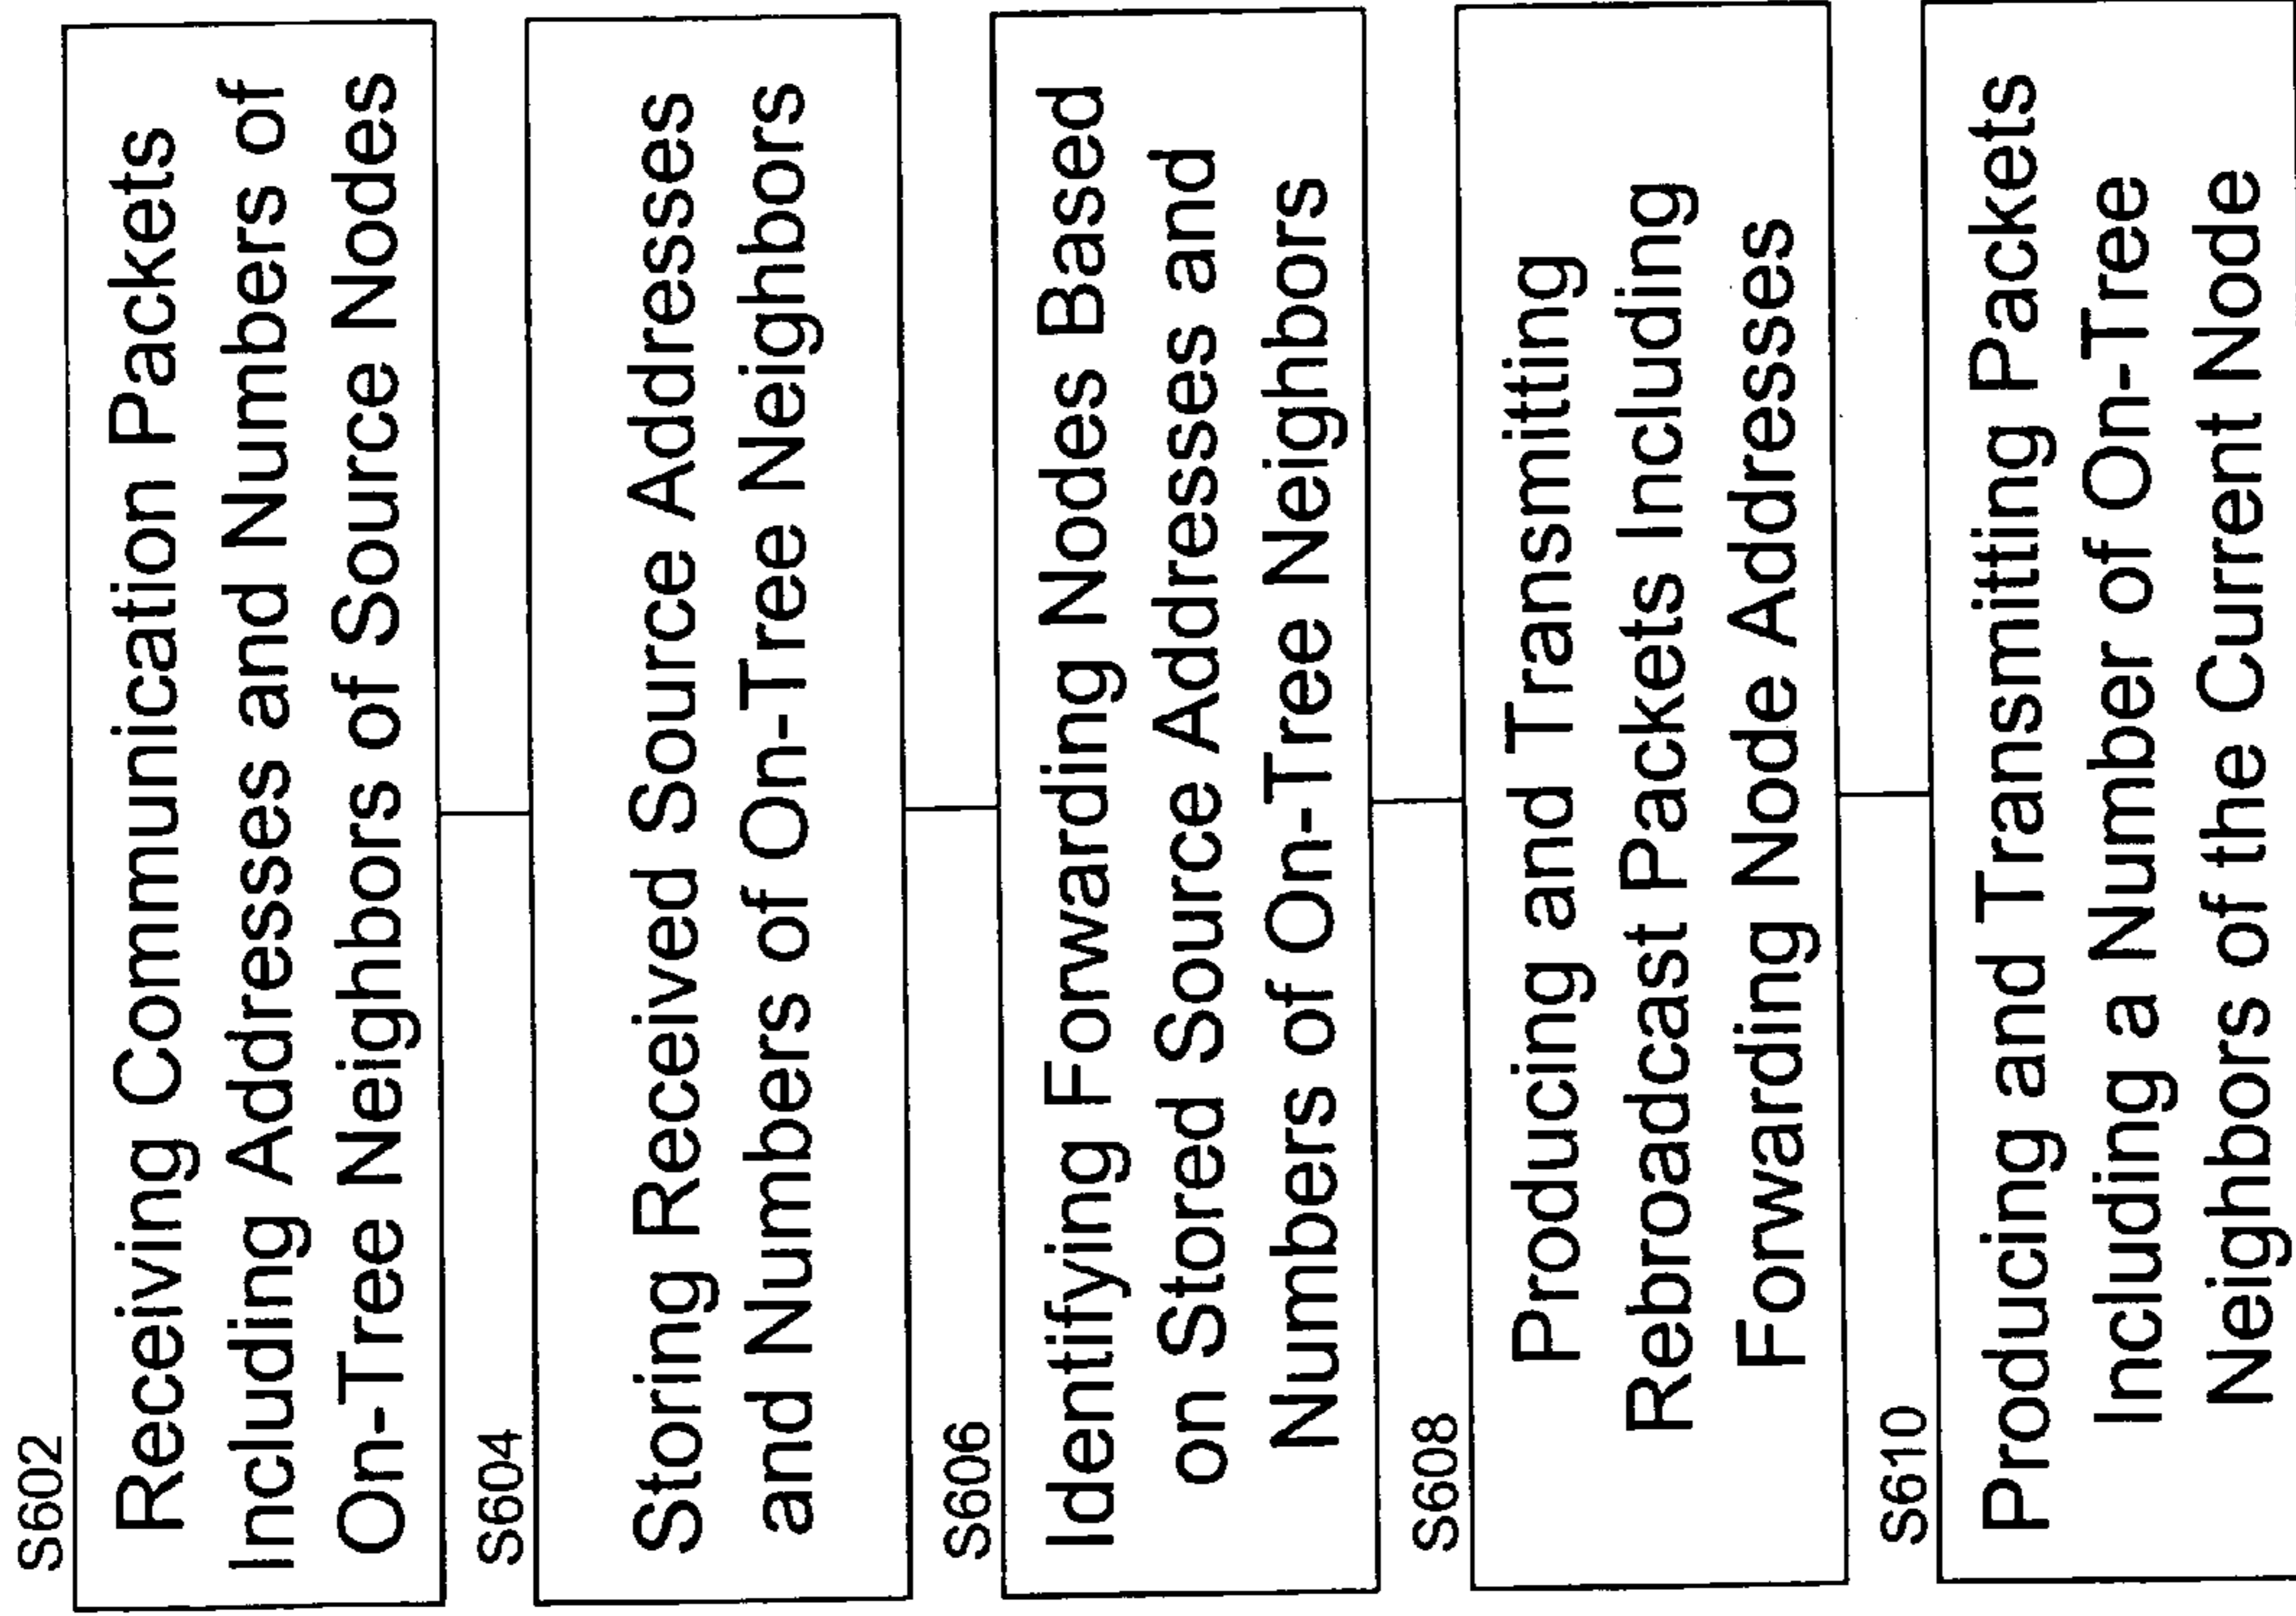 S602
Receiving Communication Packets
Including Addresses and Numbers of
On-Tree Neighbors of Source Nodes
S604
Storing Received Source Addresses
and Numbers of On-Tree Neighbors
S606
Identifying Forwarding Nodes Based
on Stored Source Addresses and
Numbers of On-Tree Neighbors
S608
Producing and Transmitting
Rebroadcast Packets Including
Forwarding Node Addresses
S610
Producing and Transmitting Packets
Including a Number of On-Tree
Neighbors of the Current Node